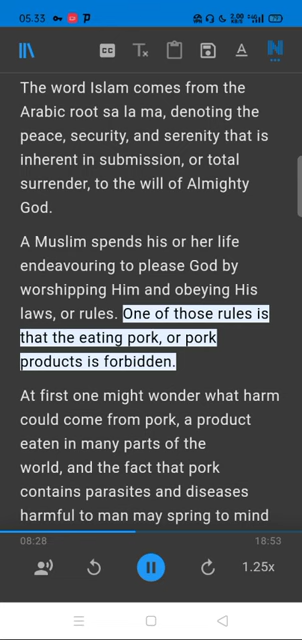 05.33
The word Islam comes from the
Arabic root sa la ma, denoting the
peace, security, and serenity that is
inherent in submission, or total
surrender, to the will of Almighty
God.
A Muslim spends his or her life
endeavouring to please God by
worshipping Him and obeying His
laws, or rules. One of those rules is
that the eating pork, or pork
products is forbidden.
At first one might wonder what harm
could come from pork, a product
eaten in many parts of the
world, and the fact that pork
contains parasites and diseases
harmful to man may spring to mind
08:28
18:53
1.25x